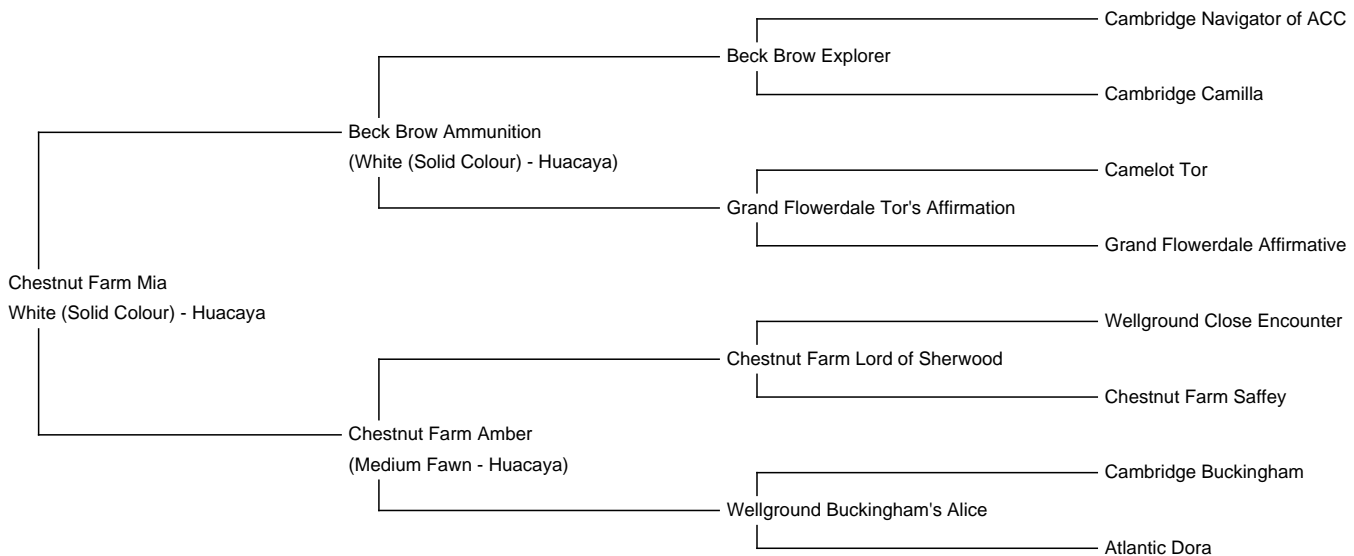 Cambridge Navigator of ACC
Beck Brow Explorer
Cambridge Camilla
Beck Brow Ammunition
(White (Solid Colour) - Huacaya)
Camelot Tor
Grand Flowerdale Tor's Affirmation
Grand Flowerdale Affirmative
Chestnut Farm Mia
White (Solid Colour) - Huacaya
Wellground Close Encounter
Chestnut Farm Lord of Sherwood
Chestnut Farm Saffey
Chestnut Farm Amber
(Medium Fawn - Huacaya)
Cambridge Buckingham
Wellground Buckingham's Alice
Atlantic Dora